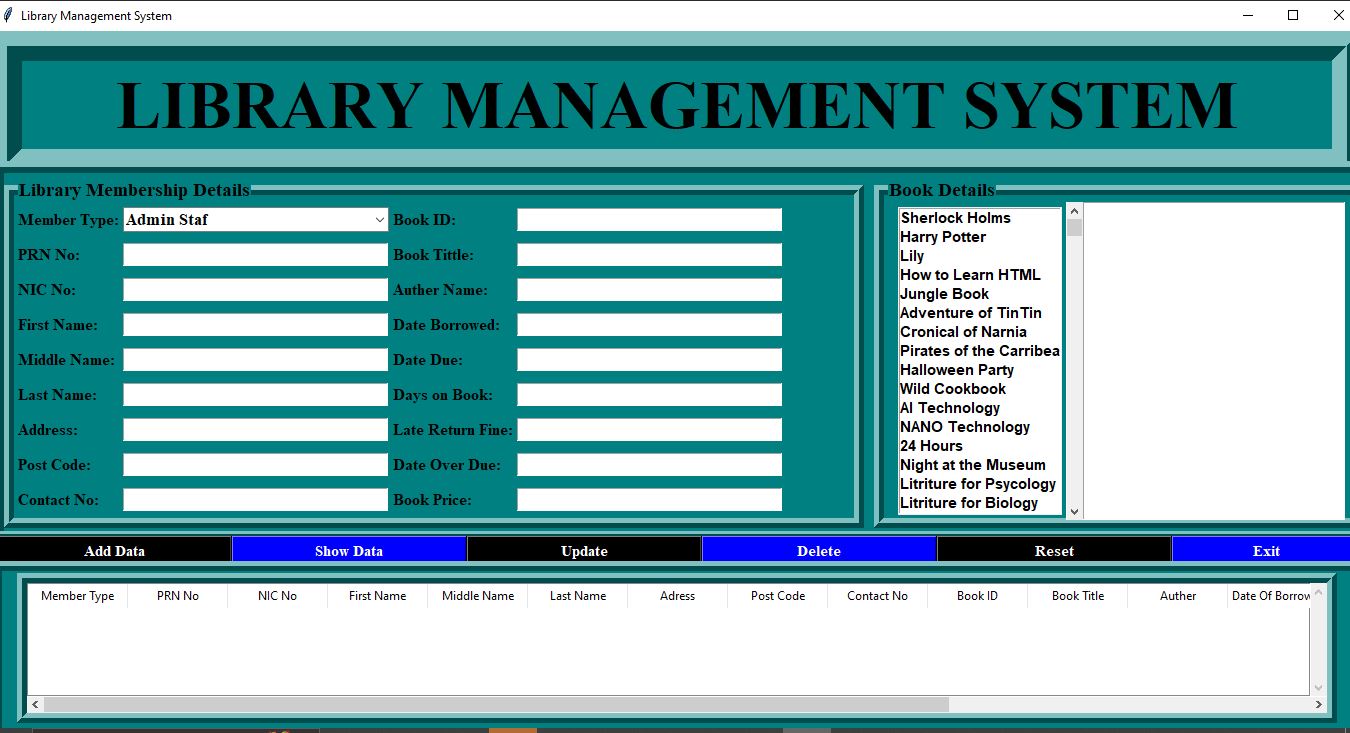 Library Management System
LIBRARY MANAGEMENT SYSTEM
Library Membership Details
Member Type: Admin Staf
PRN No:
NIC No:
First Name:
Middle Name:
Last Name:
Address:
Post Code:
Contact No:
Book ID:
Book Tittle:
Auther Name:
Date Borrowed:
Date Due:
Days on Book:
Late Return Fine:
Date Over Due:
Book Price:
Book Details
Sherlock Holms
Harry Potter
Lily
How to Learn HTML
Jungle Book
Adventure of TinTin
Cronical of Narnia
Pirates of the Carribea
Halloween Party
Wild Cookbook
AI Technology
NANO Technology
24 Hours
Night at the Museum
Litriture for Psycology
Litriture for Biology
Add Data Show Data Update Delete Reset Exit
Member Type PRN No NIC No First Name Middle Name Last Name Adress Post Code Contact No Book ID Book Title Auther Date Of Borrow